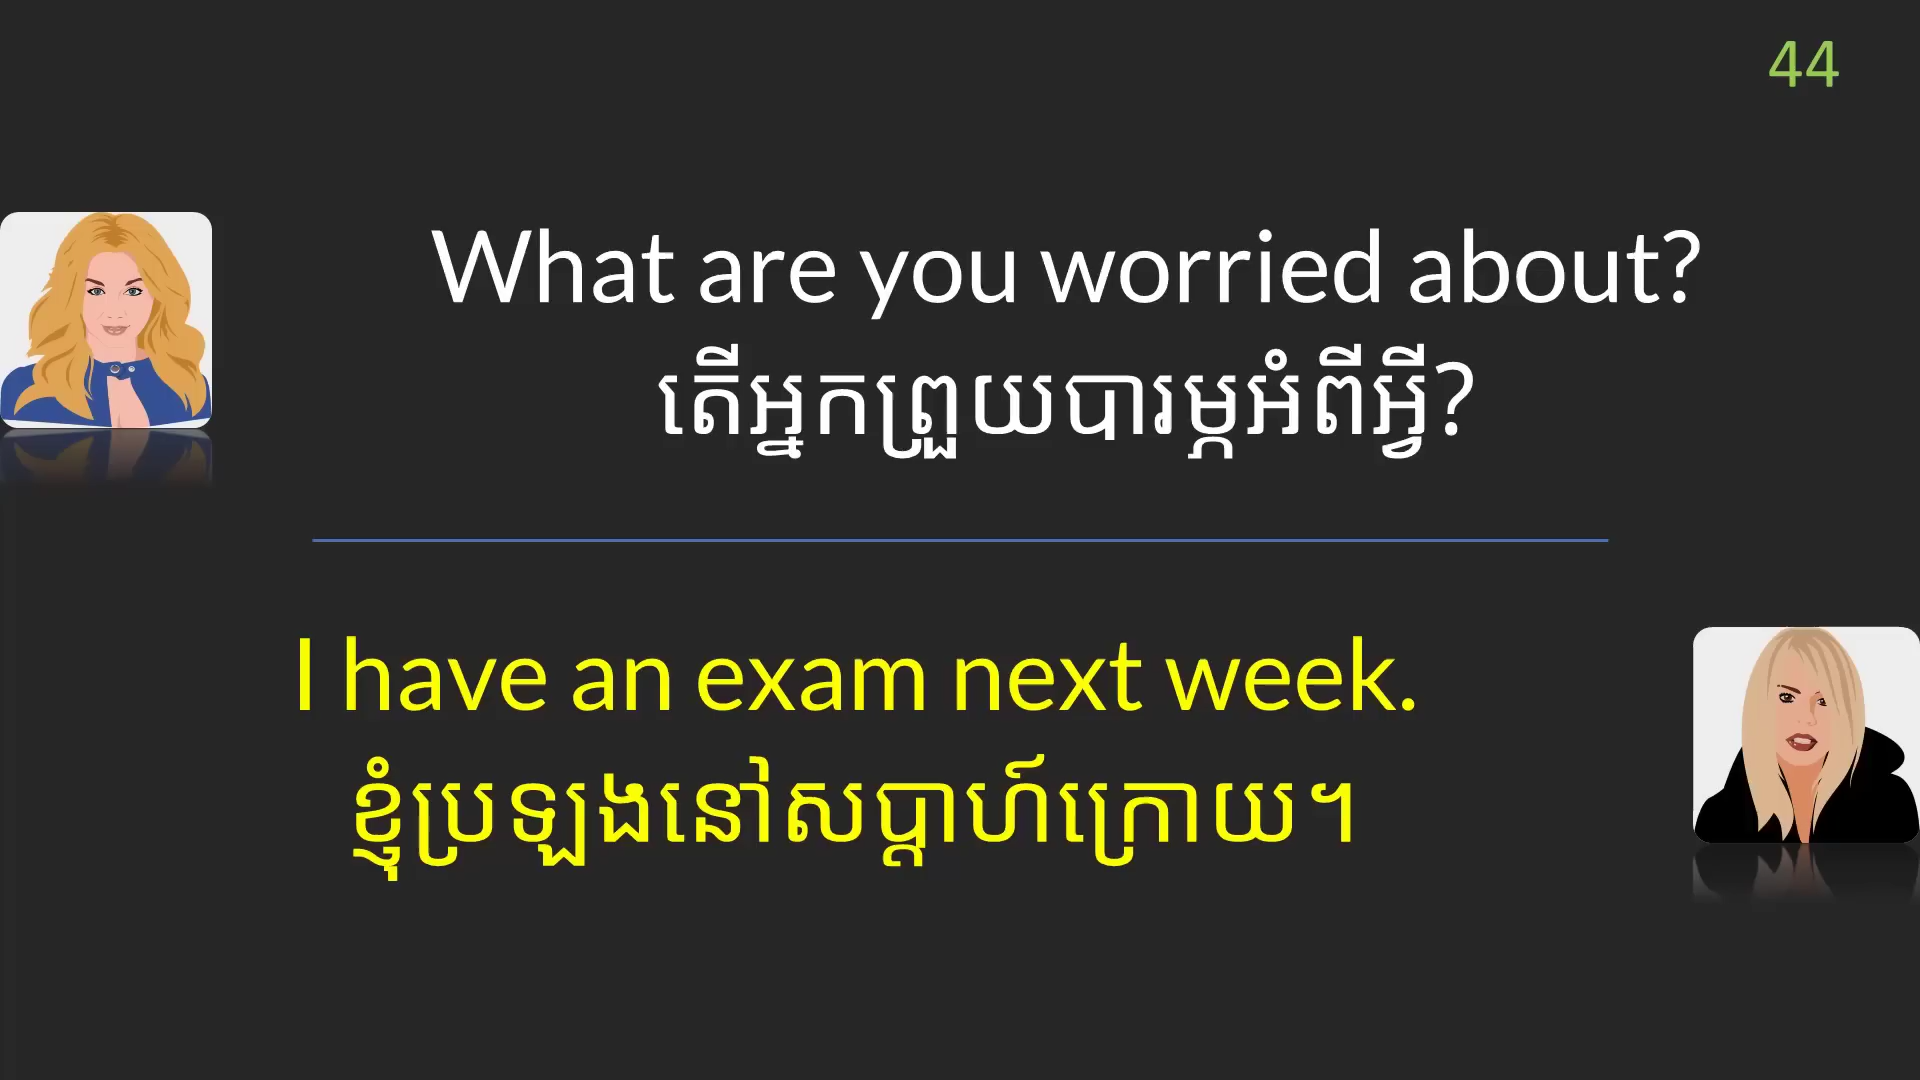 44
What are you worried about?
តើអ្នកព្រួយបារម្ភអំពីអ្វី?
I have an exam next week.
ខ្ញុំប្រឡងនៅសប្តាហ៍ក្រោយ។